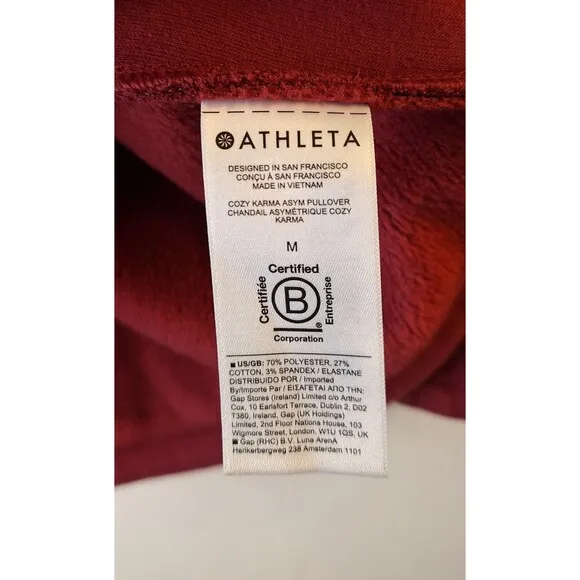 ATHLETA
DESIGNED IN SAN FRANCISCO
CONÇU À SAN FRANCISCO
MADE IN VIETNAM
COZY KARMA ASYM PULLOVER
CHANDAIL ASYMÉTRIQUE COZY
KARMA
M
Certified
Certifiée
B
Entreprise
®
Corporation
■ US/GB: 70% POLYESTER, 27%
COTTON, 3% SPANDEX / ELASTANE
DISTRIBUIDO POR / Imported
By/Importe Par / ΕΙΣΑΓΕΤΑΙ ΑΠΟ ΤΗΝ:
Gap Stores (Ireland) Limited c/o Arthur
Cox, 10 Earlsfort Terrace, Dublin 2, D02
T380, Ireland, Gap (UK Holdings)
Limited, 2nd Floor Nations House, 103
Wigmore Street, London, W1U 1QS, UK
■ Gap (RHC) B.V. Luna ArenA
Herikerbergweg 238 Amsterdam 1101